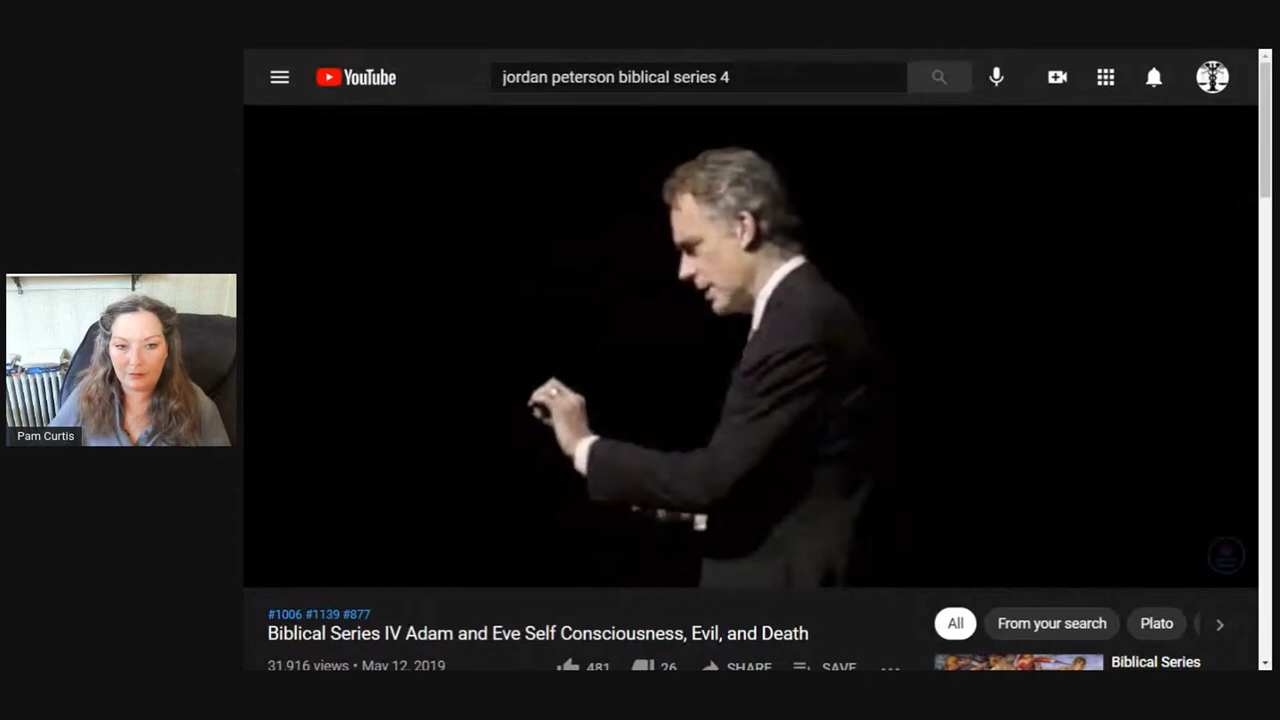 YouTube
jordan peterson biblical series 4
Pam Curtis
#1006 #1139 #877
Biblical Series IV Adam and Eve Self Consciousness, Evil, and Death
All
From your search
Plato
31,916 views • May 12, 2019
481
26
SHARE
SAVE
Biblical Series